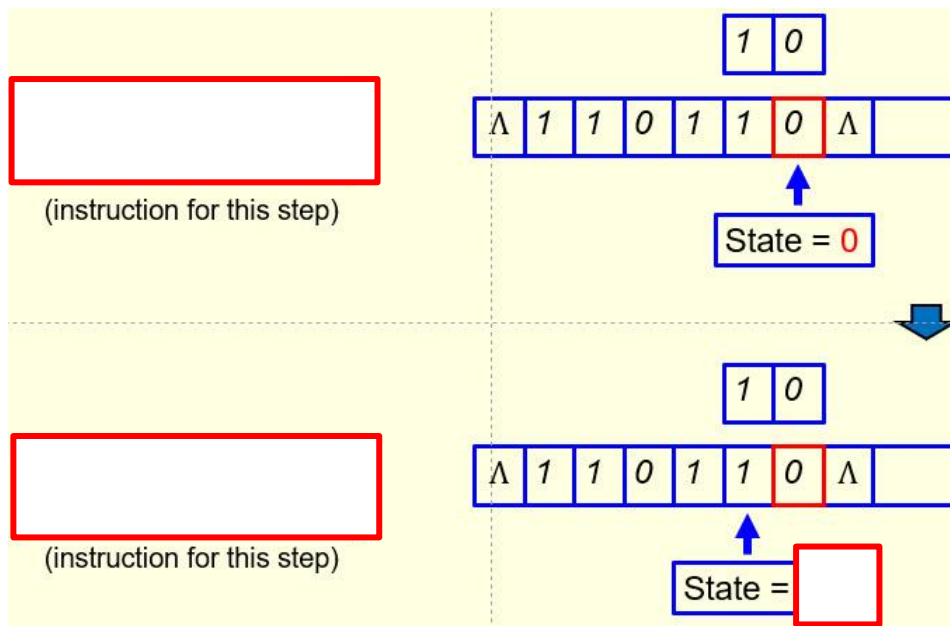 1 0
Λ 1 1 0 1 1 0 Λ
(instruction for this step)
State = 0
1 0
Λ 1 1 0 1 1 0 Λ
(instruction for this step)
State =